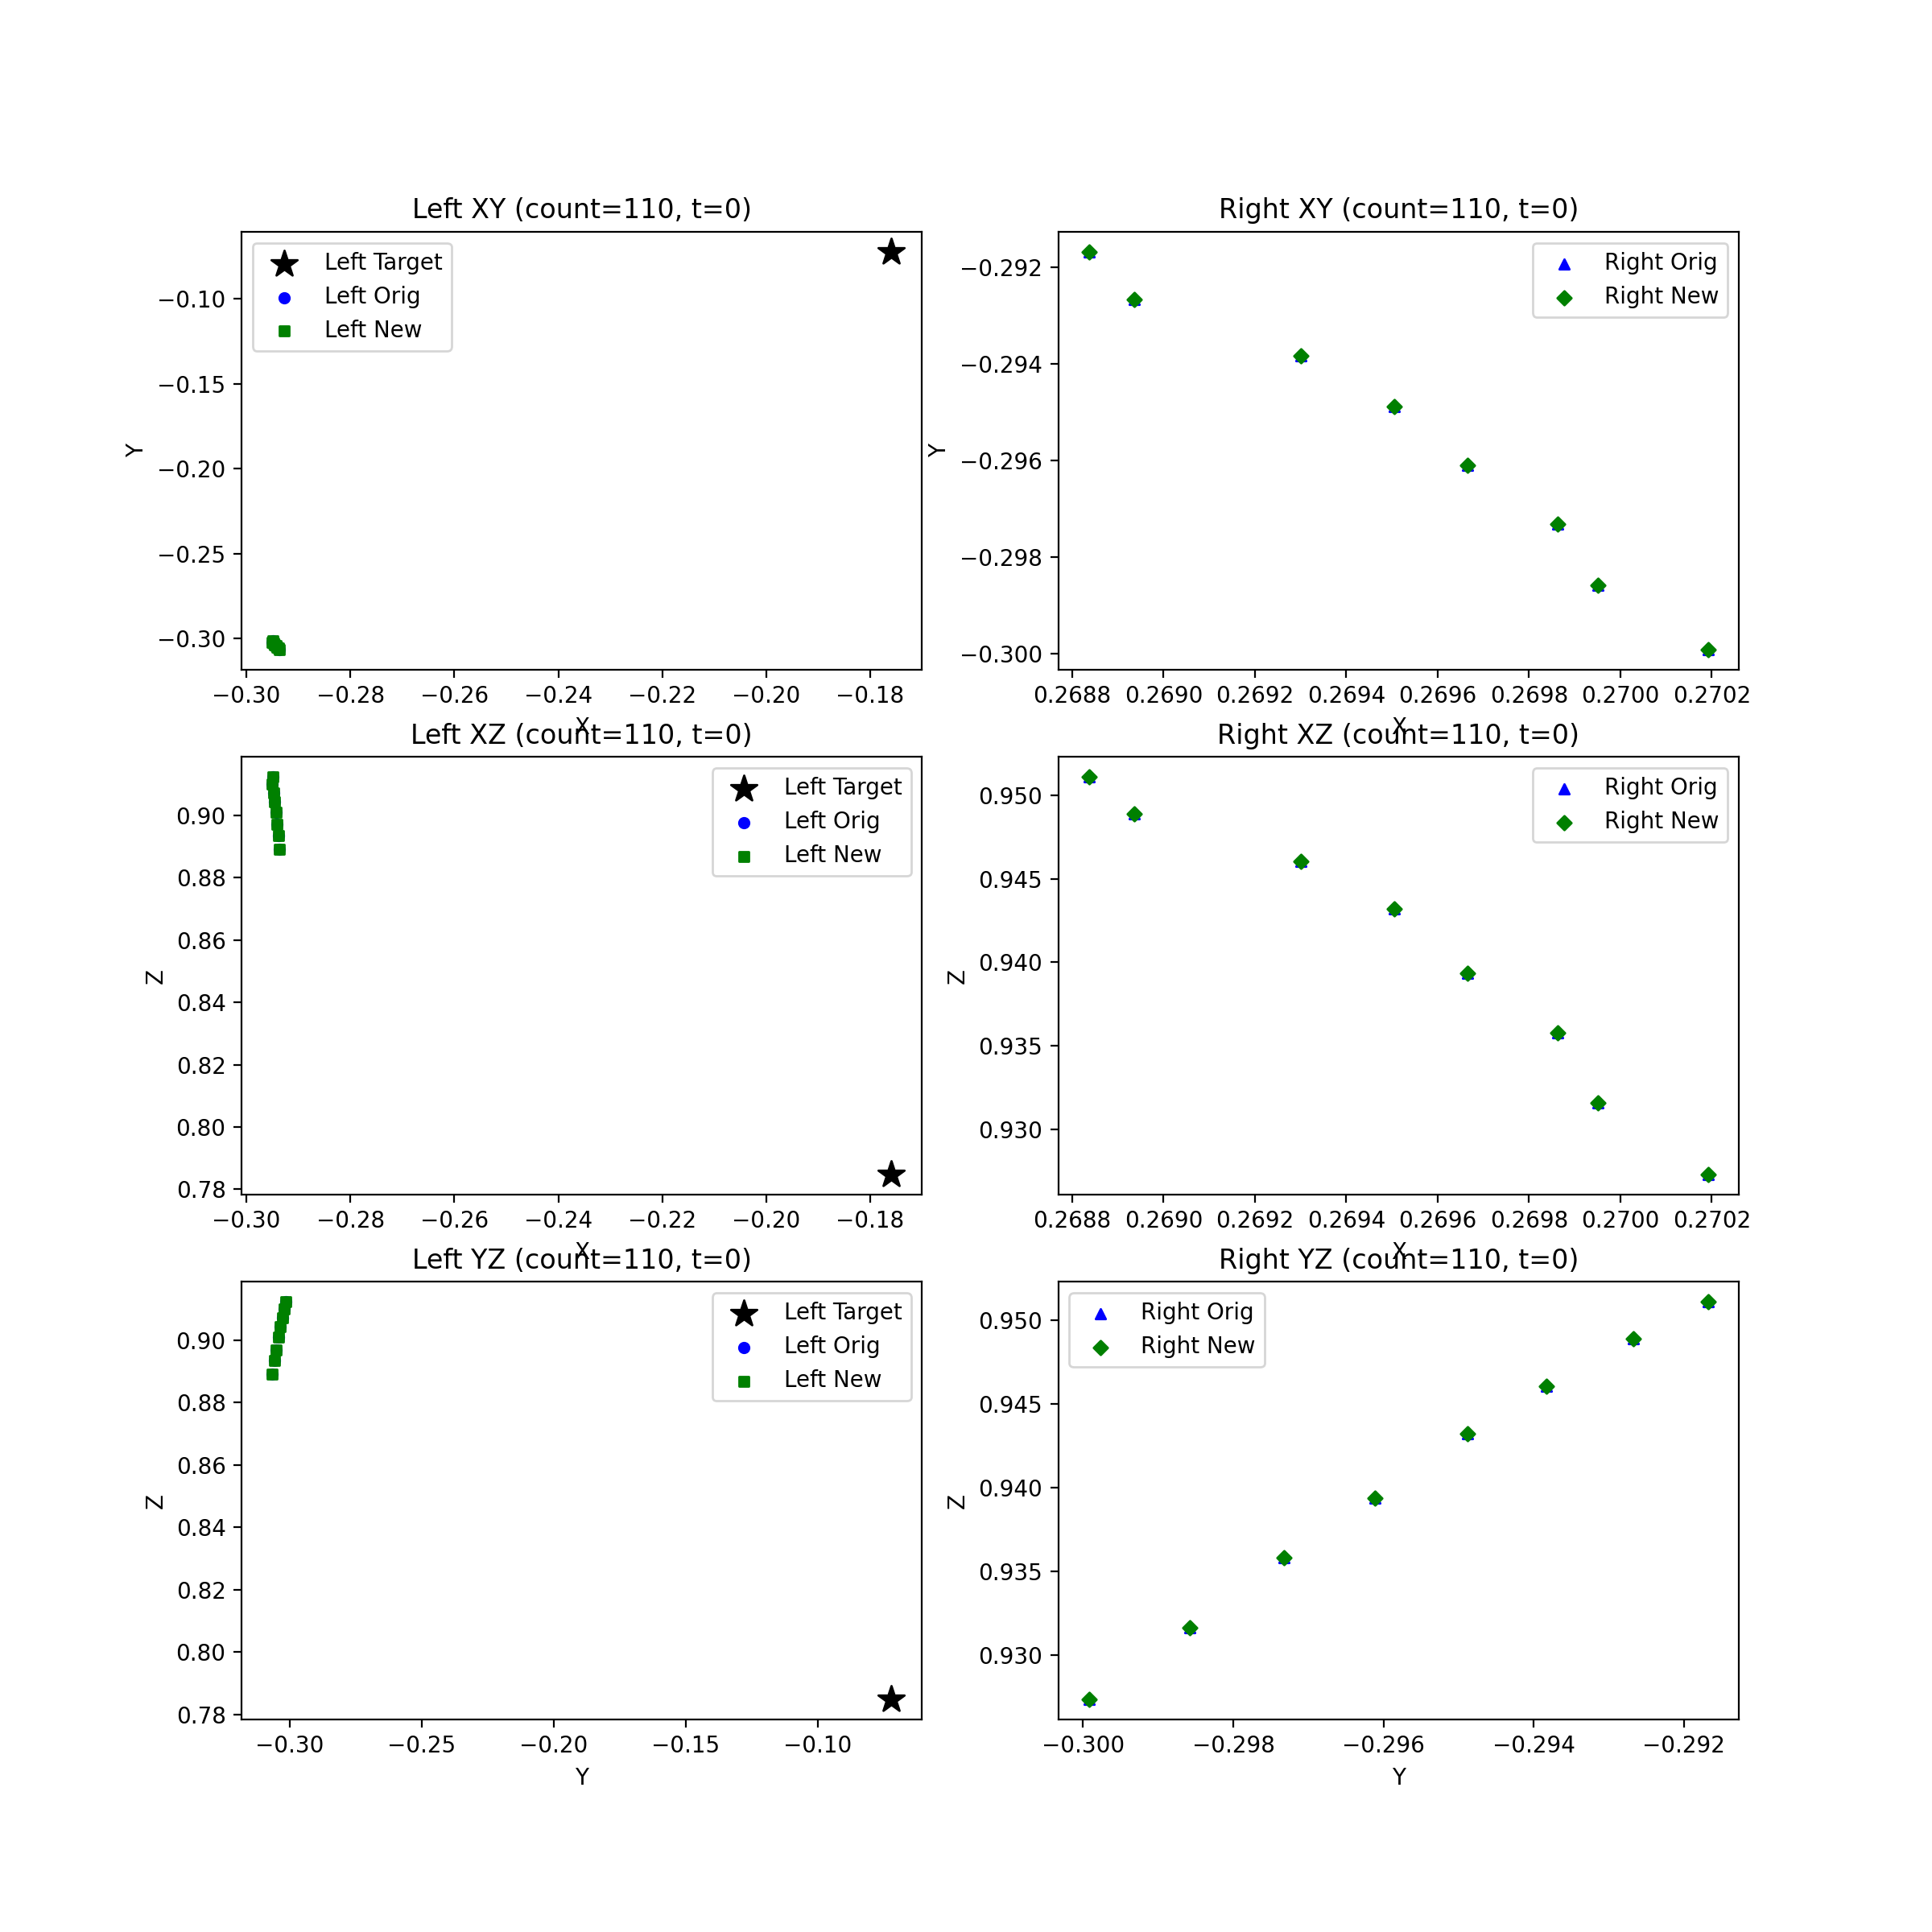 Left XY (count=110, t=0)
Left Target
Left Orig
Left New
−0.10
−0.15
−0.20
−0.25
−0.30
Y
−0.30 −0.28 −0.26 −0.24 −0.22 −0.20 −0.18
X
Right XY (count=110, t=0)
Right Orig
Right New
−0.292
−0.294
−0.296
−0.298
−0.300
Y
0.2688 0.2690 0.2692 0.2694 0.2696 0.2698 0.2700 0.2702
X
Left XZ (count=110, t=0)
Left Target
Left Orig
Left New
0.90
0.88
0.86
0.84
0.82
0.80
0.78
Z
−0.30 −0.28 −0.26 −0.24 −0.22 −0.20 −0.18
X
Right XZ (count=110, t=0)
Right Orig
Right New
0.950
0.945
0.940
0.935
0.930
Z
0.2688 0.2690 0.2692 0.2694 0.2696 0.2698 0.2700 0.2702
X
Left YZ (count=110, t=0)
Left Target
Left Orig
Left New
0.90
0.88
0.86
0.84
0.82
0.80
0.78
Z
−0.30 −0.25 −0.20 −0.15 −0.10
Y
Right YZ (count=110, t=0)
Right Orig
Right New
0.950
0.945
0.940
0.935
0.930
Z
−0.300 −0.298 −0.296 −0.294 −0.292
Y